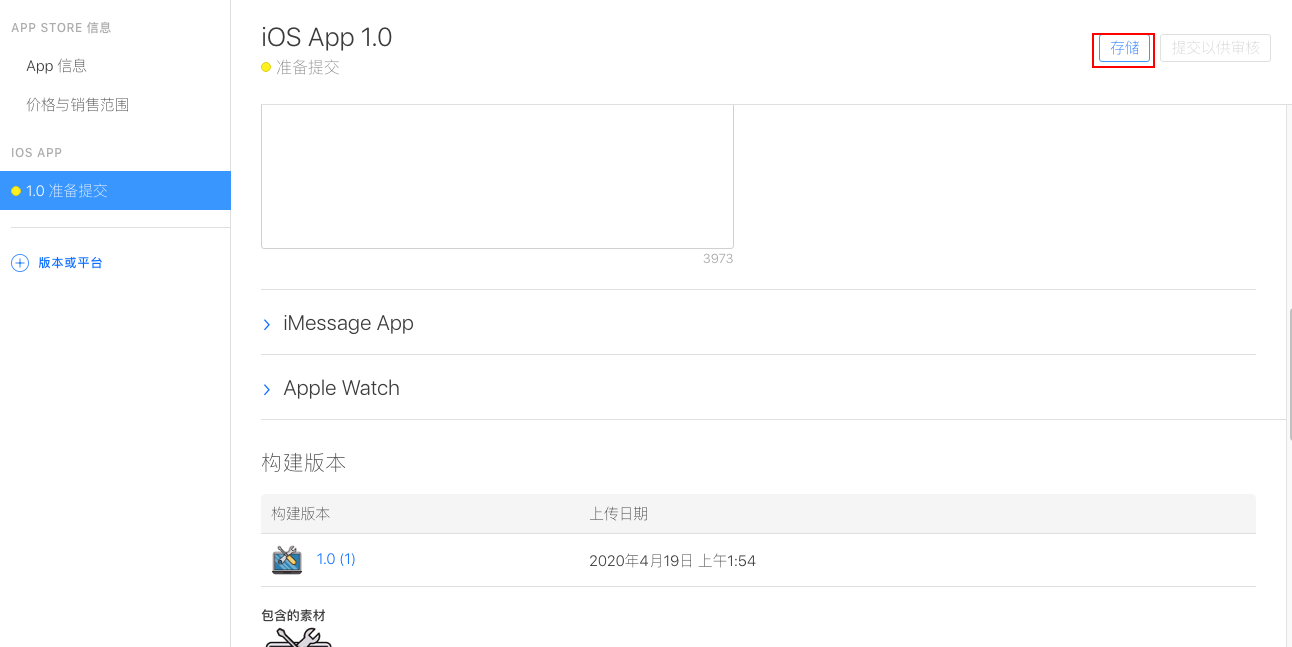 APP STORE 信息
App 信息
价格与销售范围
IOS APP
1.0 准备提交
版本或平台
iOS App 1.0
准备提交
存储
提交以供审核
3973
iMessage App
Apple Watch
构建版本
构建版本 上传日期
1.0 (1) 2020年4月19日 上午1:54
包含的素材